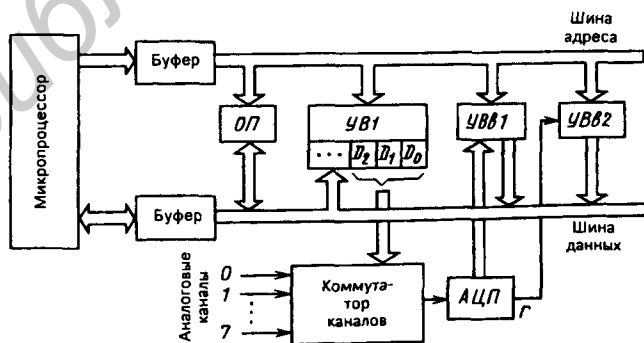 Микропроцессор
Буфер
Шина
адреса
ОП
УВ1
... D₂ D₁ D₀
УВв1
УВв2
Буфер
Шина
данных
Аналоговые
каналы
0
1
7
Коммута-
тор
каналов
АЦП
Г